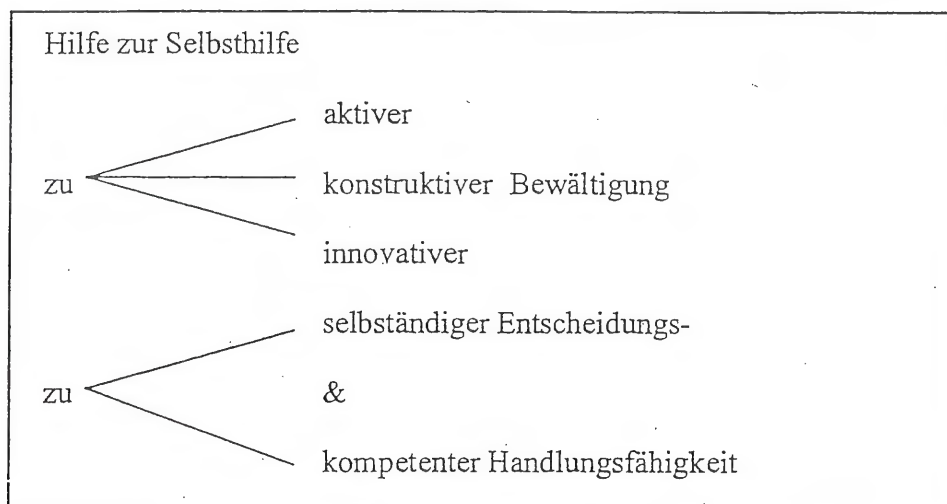 Hilfe zur Selbsthilfe
aktiver
zu konstruktiver Bewältigung
innovativer
selbständiger Entscheidungs-
zu &
kompetenter Handlungsfähigkeit